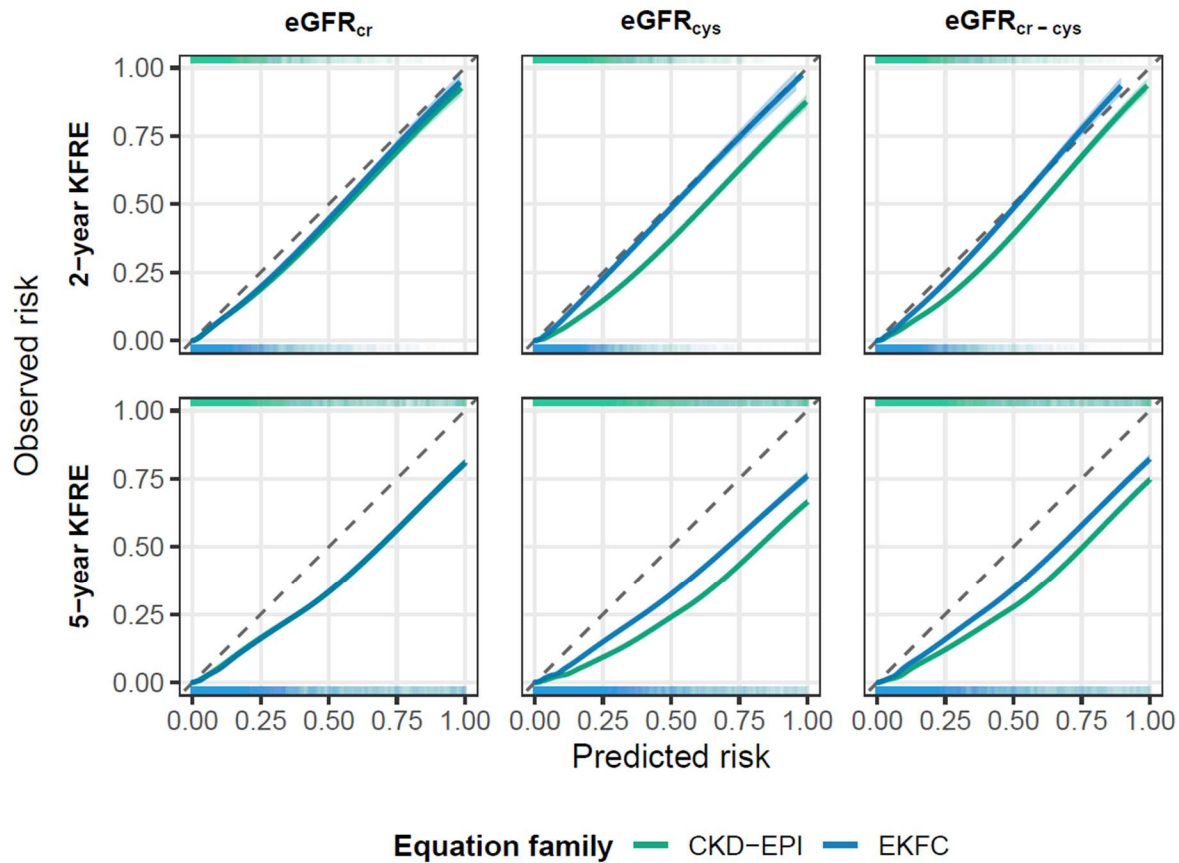 eGFRcr eGFRcys eGFRcr − cys
2−year KFRE
1.00
0.75
0.50
0.25
0.00
Observed risk
5−year KFRE
1.00
0.75
0.50
0.25
0.00
0.00 0.25 0.50 0.75 1.00 0.00 0.25 0.50 0.75 1.00 0.00 0.25 0.50 0.75 1.00
Predicted risk
Equation family CKD−EPI EKFC